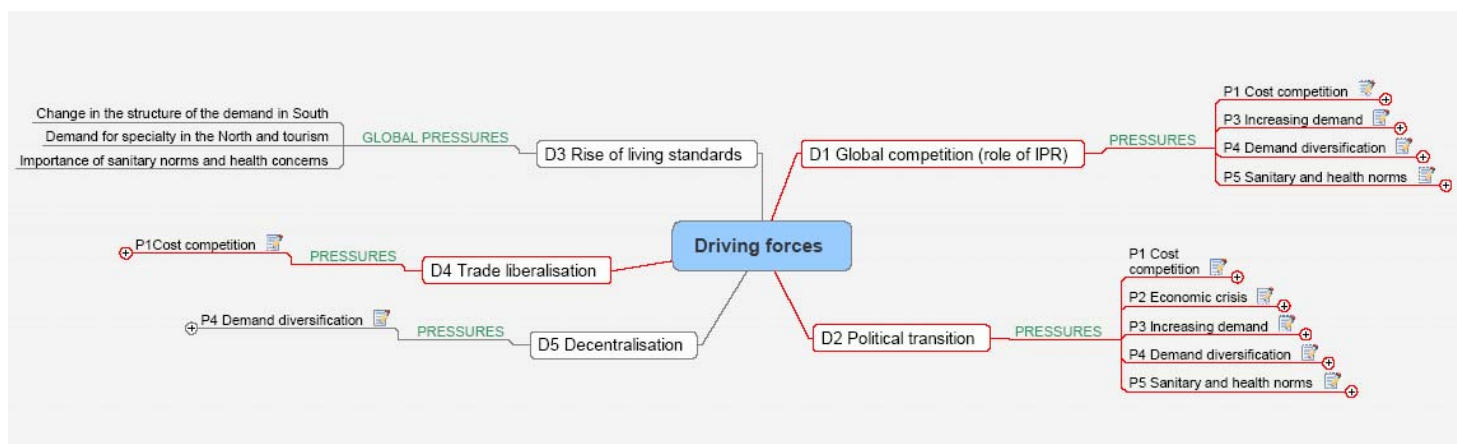 Change in the structure of the demand in South
Demand for specialty in the North and tourism
Importance of sanitary norms and health concerns
GLOBAL PRESSURES
D3 Rise of living standards
P1Cost competition
PRESSURES
D4 Trade liberalisation
P4 Demand diversification
PRESSURES
D5 Decentralisation
Driving forces
D1 Global competition (role of IPR)
PRESSURES
P1 Cost competition
P3 Increasing demand
P4 Demand diversification
P5 Sanitary and health norms
D2 Political transition
PRESSURES
P1 Cost
competition
P2 Economic crisis
P3 Increasing demand
P4 Demand diversification
P5 Sanitary and health norms